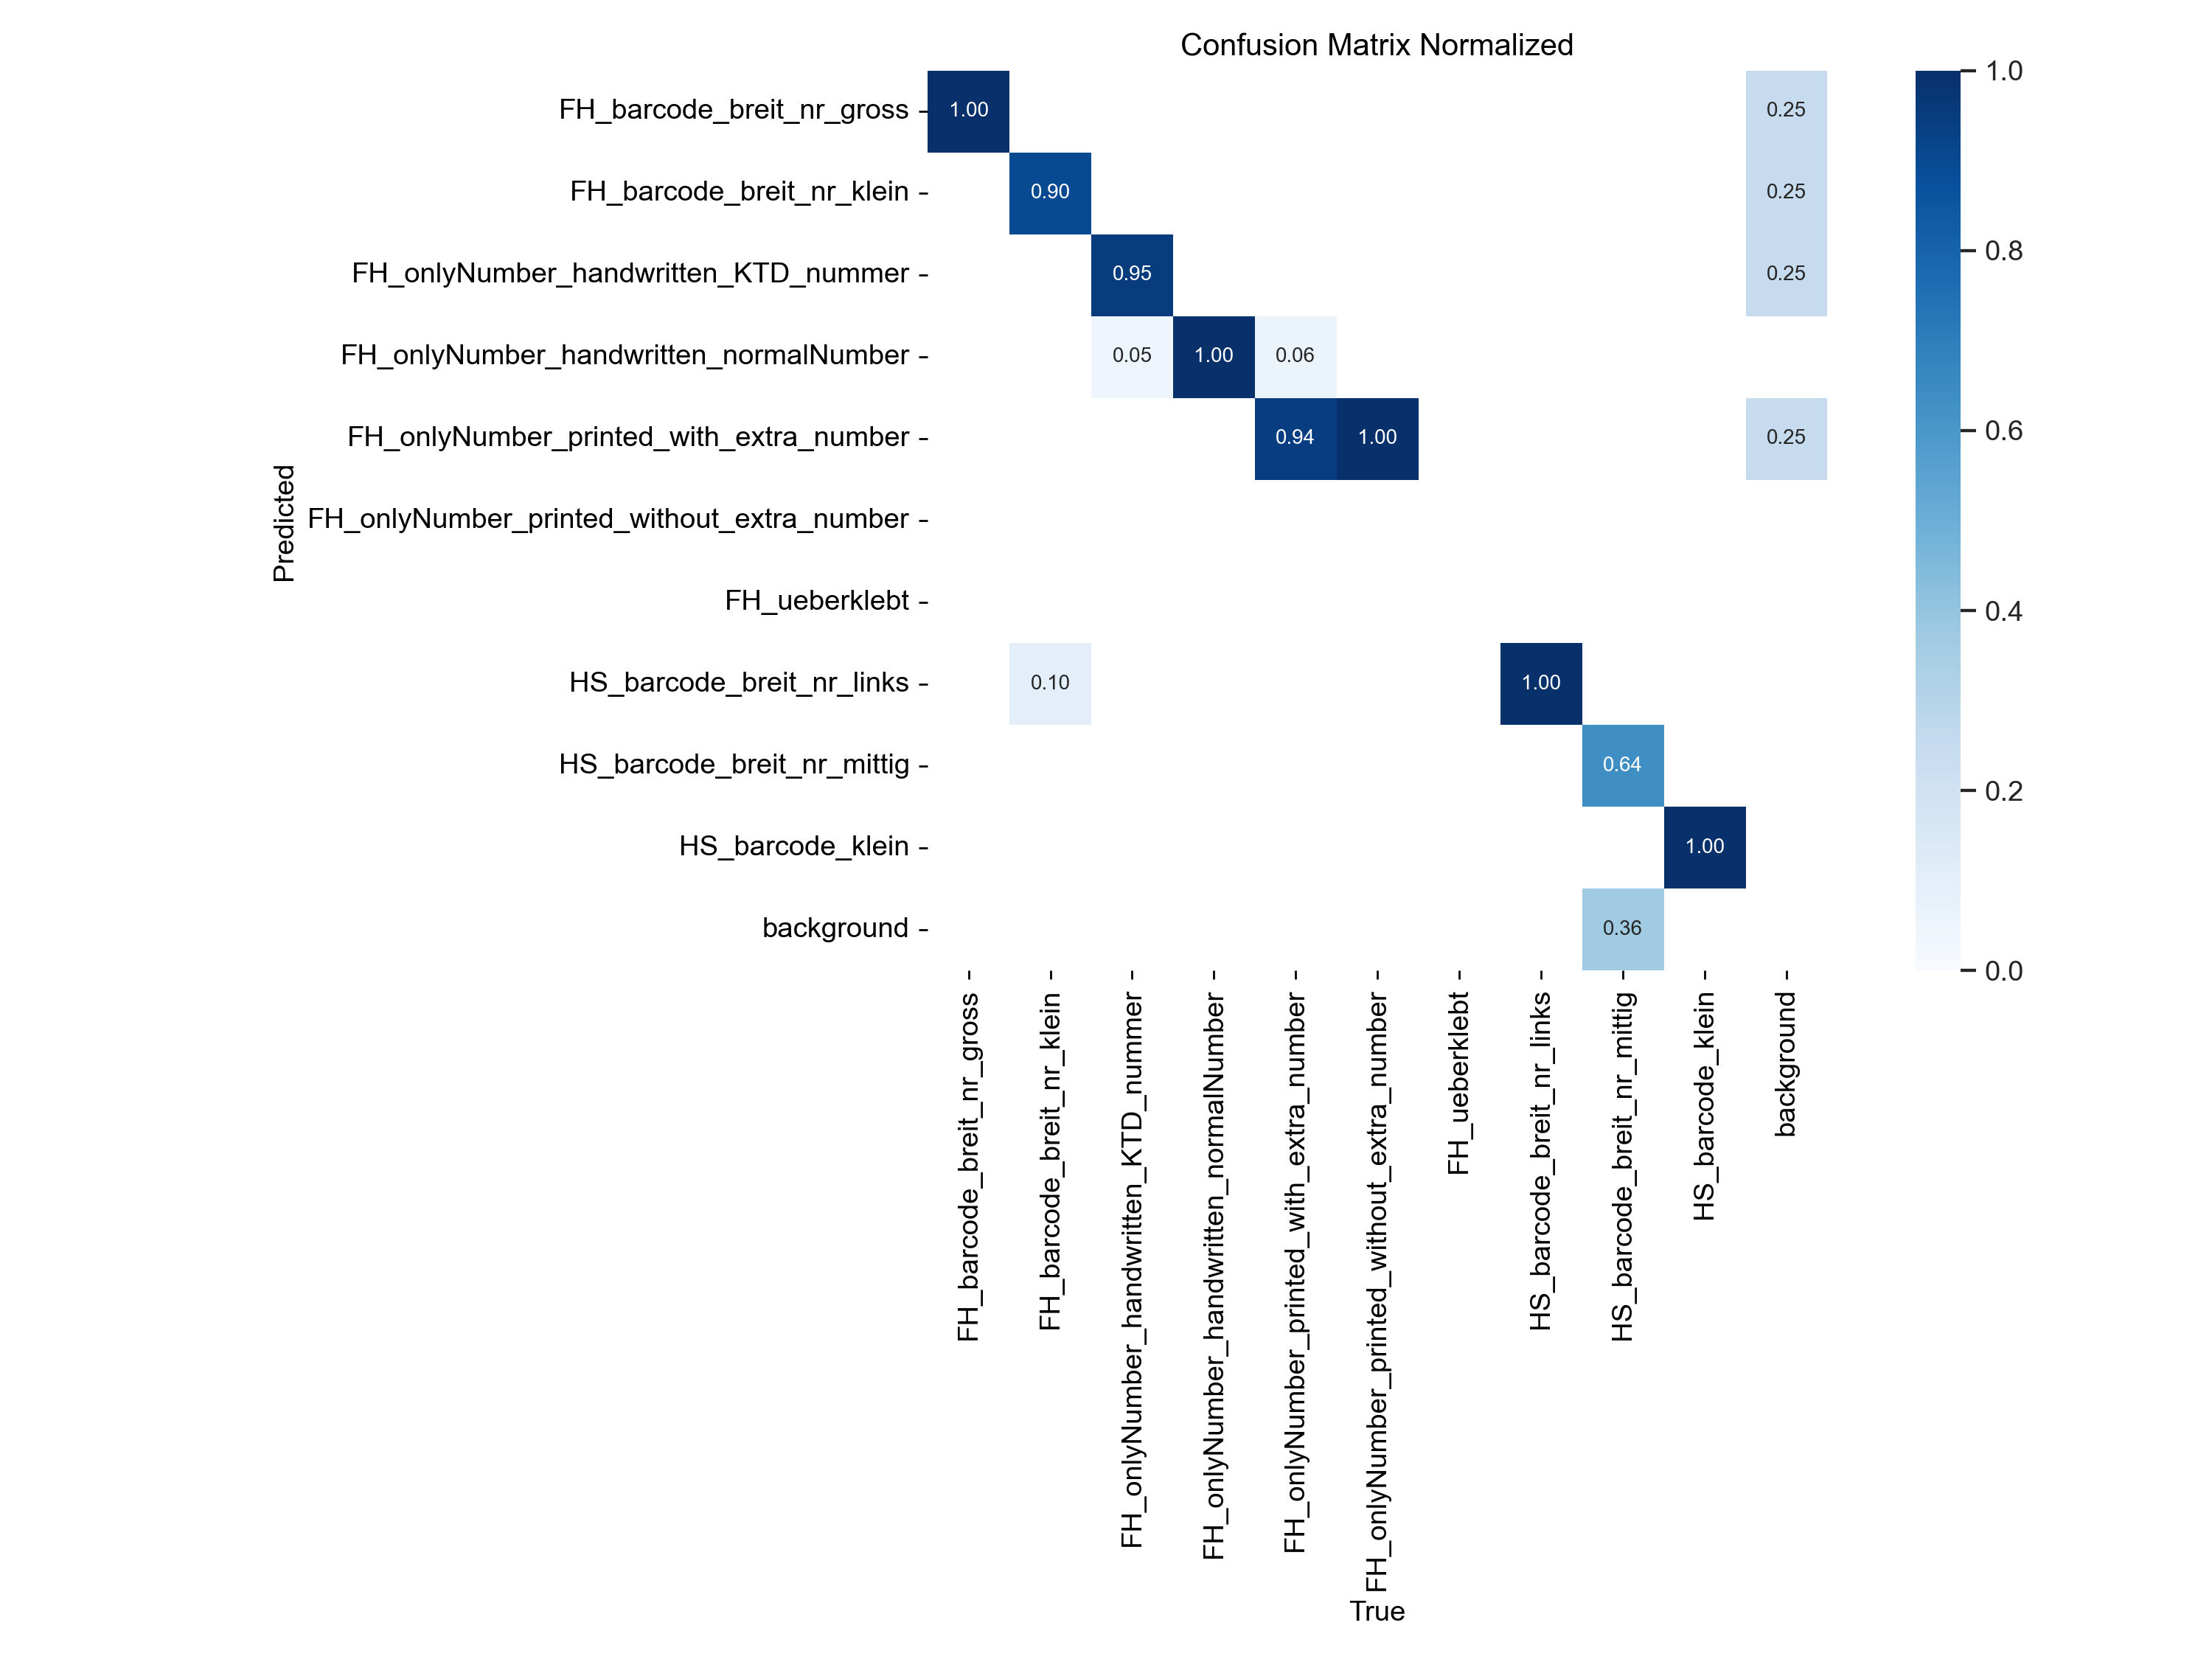 Confusion Matrix Normalized
FH_barcode_breit_nr_gross
1.00
0.25
1.0
FH_barcode_breit_nr_klein
0.90
0.25
0.8
FH_onlyNumber_handwritten_KTD_nummer
0.95
0.25
FH_onlyNumber_handwritten_normalNumber
0.05
1.00
0.06
0.6
FH_onlyNumber_printed_with_extra_number
0.94
1.00
0.25
Predicted
FH_onlyNumber_printed_without_extra_number
FH_ueberklebt
0.4
HS_barcode_breit_nr_links
0.10
1.00
HS_barcode_breit_nr_mittig
0.64
0.2
HS_barcode_klein
1.00
background
0.36
0.0
FH_barcode_breit_nr_gross
FH_barcode_breit_nr_klein
FH_onlyNumber_handwritten_KTD_nummer
FH_onlyNumber_handwritten_normalNumber
FH_onlyNumber_printed_with_extra_number
FH_onlyNumber_printed_without_extra_number
FH_ueberklebt
HS_barcode_breit_nr_links
HS_barcode_breit_nr_mittig
HS_barcode_klein
background
True